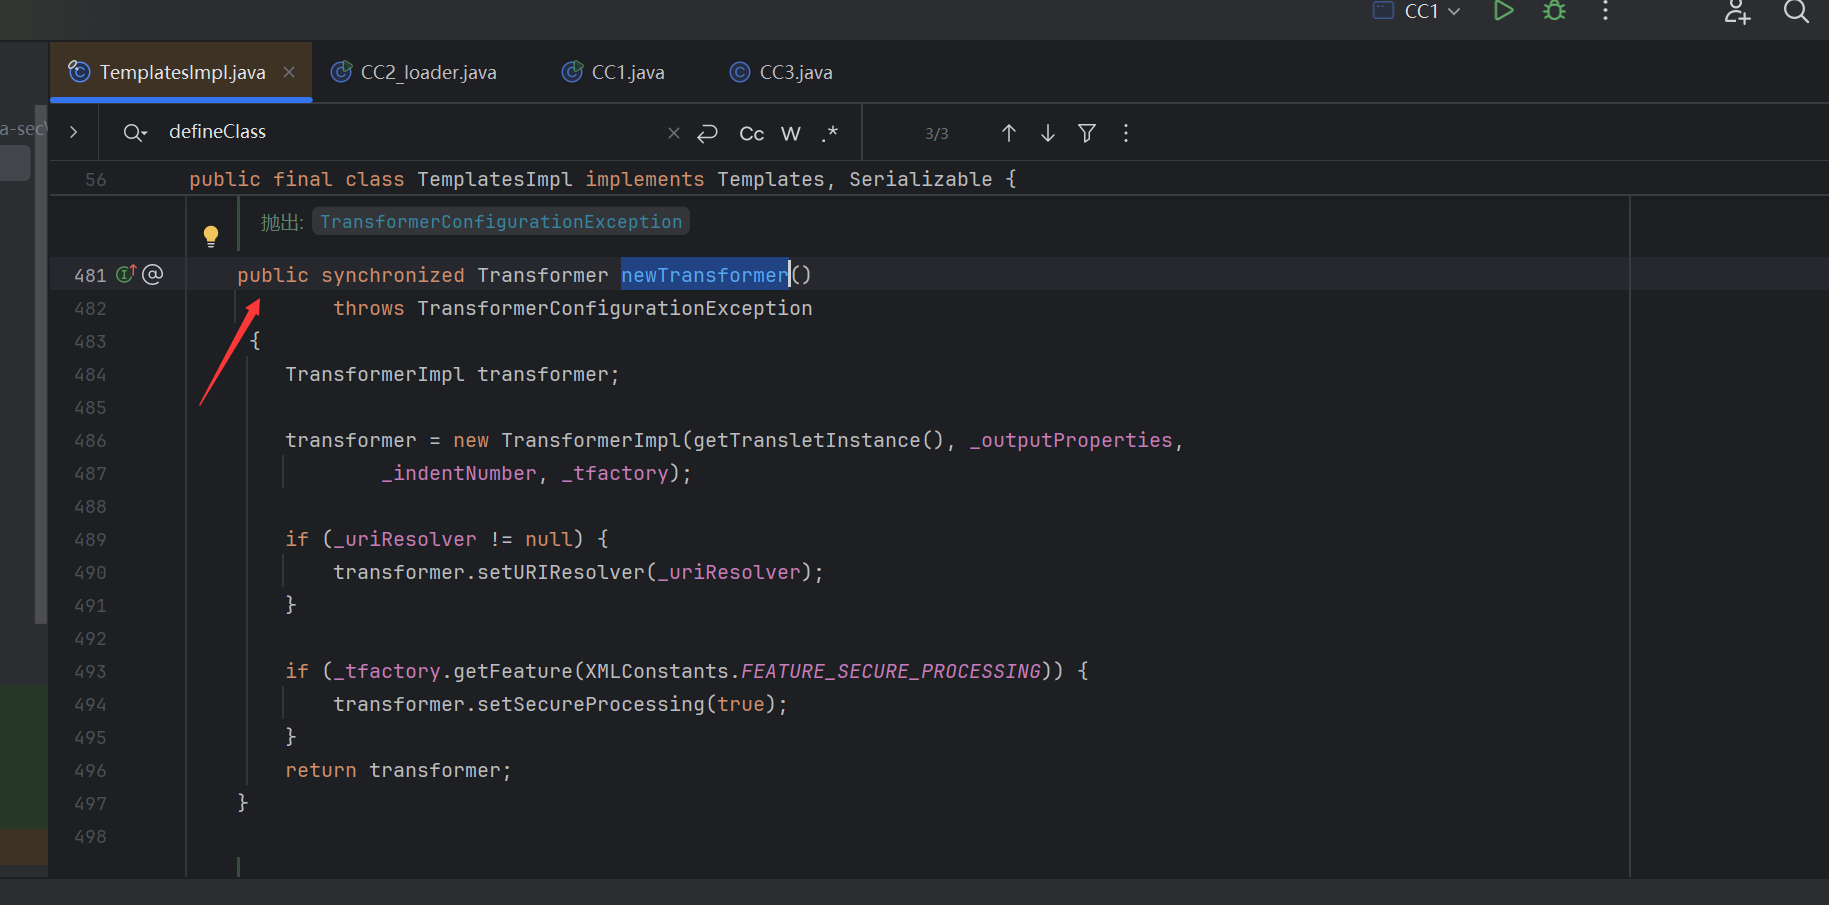 CC1
TemplatesImpl.java
CC2_loader.java
CC1.java
CC3.java
a-sec
defineClass
Cc W .*
3/3
56 public final class TemplatesImpl implements Templates, Serializable {
抛出: TransformerConfigurationException
481 public synchronized Transformer newTransformer()
482 throws TransformerConfigurationException
483 {
484 TransformerImpl transformer;
485
486 transformer = new TransformerImpl(getTransletInstance(), _outputProperties,
487 _indentNumber, _tfactory);
488
489 if (_uriResolver != null) {
490 transformer.setURIResolver(_uriResolver);
491 }
492
493 if (_tfactory.getFeature(XMLConstants.FEATURE_SECURE_PROCESSING)) {
494 transformer.setSecureProcessing(true);
495 }
496 return transformer;
497 }
498